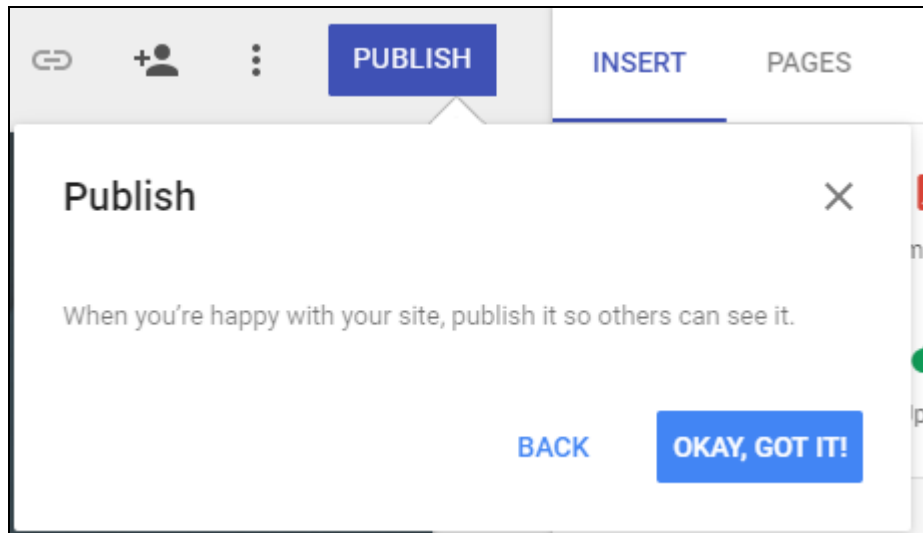 PUBLISH INSERT PAGES
Publish
When you're happy with your site, publish it so others can see it.
BACK OKAY, GOT IT!